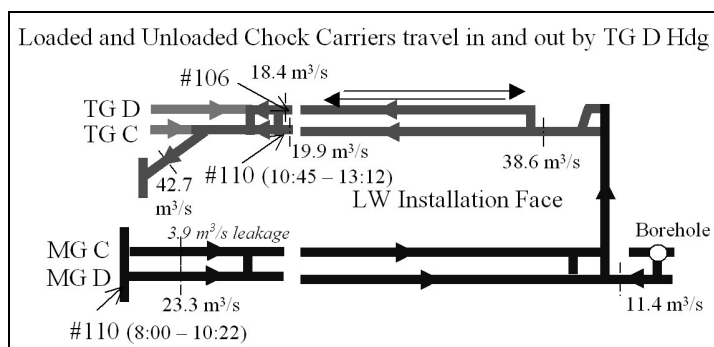 Loaded and Unloaded Chock Carriers travel in and out by TG D Hdg
#106
18.4 m³/s
TG D
TG C
19.9 m³/s
38.6 m³/s
#110 (10:45 – 13:12)
42.7
m³/s
LW Installation Face
3.9 m³/s leakage
Borehole
MG C
MG D
23.3 m³/s
11.4 m³/s
#110 (8:00 – 10:22)